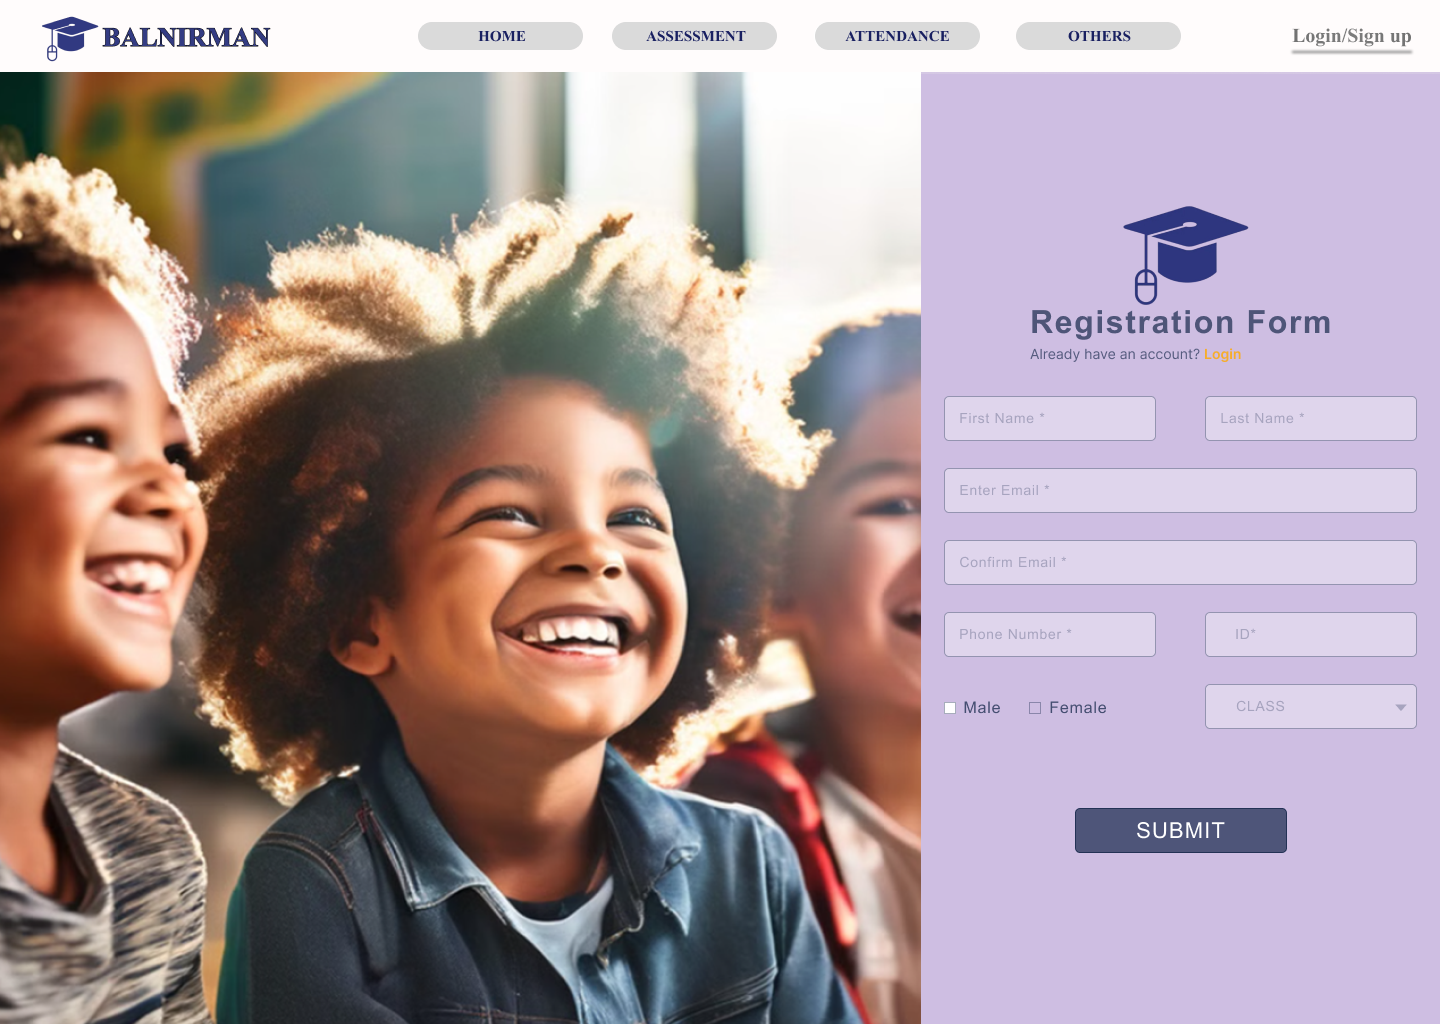 BALNIRMAN
HOME ASSESSMENT ATTENDANCE OTHERS Login/Sign up
Registration Form
Already have an account? Login
First Name * Last Name *
Enter Email *
Confirm Email *
Phone Number * ID*
Male Female CLASS
SUBMIT